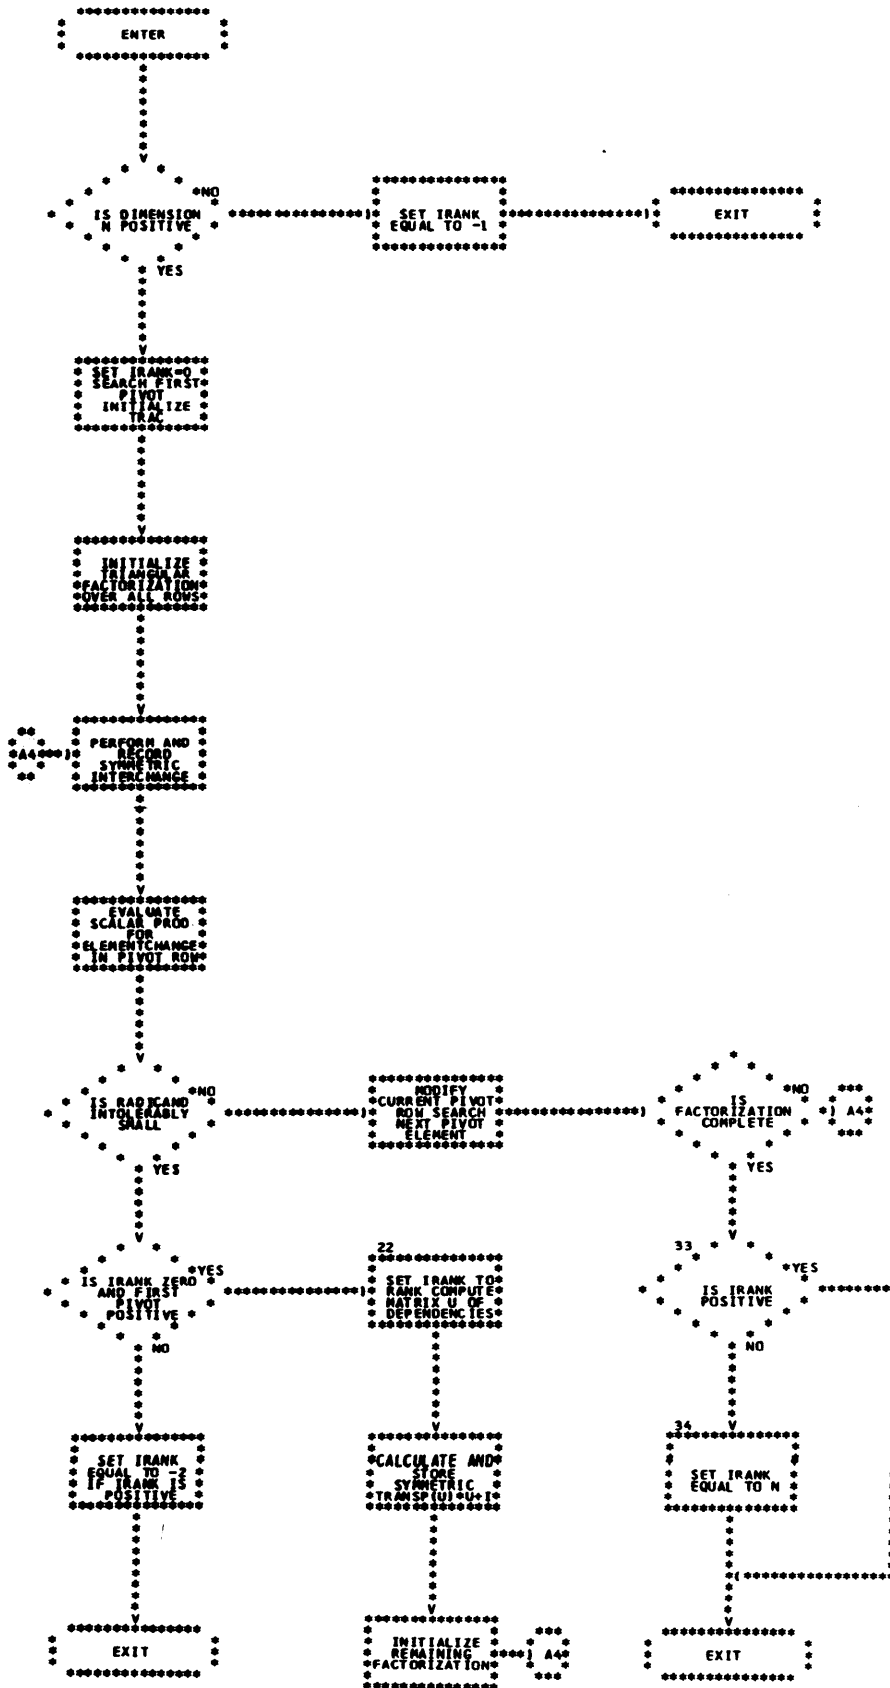 ENTER
NO
IS DIMENSION
N POSITIVE
SET IRANK
EQUAL TO -1
EXIT
YES
SET IRANK=0
SEARCH FIRST
PIVOT
INITIALIZE
TRAC
INITIALIZE
TRIANGULAR
FACTORIZATION
OVER ALL ROWS
A4
PERFORM AND
RECORD
SYMMETRIC
INTERCHANGE
EVALUATE
SCALAR PROD
FOR
ELEMENTCHANGE
IN PIVOT ROW
NO
IS RADICAND
INTOLERABLY
SMALL
MODIFY
CURRENT PIVOT
ROW SEARCH
NEXT PIVOT
ELEMENT
NO
IS
FACTORIZATION
COMPLETE
A4
YES
YES
YES
IS IRANK ZERO
AND FIRST
PIVOT
POSITIVE
22
SET IRANK TO
RANK COMPUTE
MATRIX U OF
DEPENDENCIES
33
YES
IS IRANK
POSITIVE
NO
NO
SET IRANK
EQUAL TO -2
IF IRANK IS
POSITIVE
CALCULATE AND
STORE
SYMMETRIC
TRANSP(U)*U+I
34
SET IRANK
EQUAL TO N
EXIT
INITIALIZE
REMAINING
FACTORIZATION
A4
EXIT